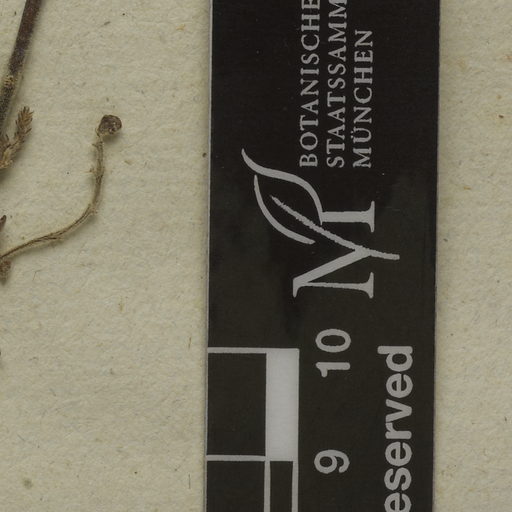 BOTANISCHE
STAATSSAMM
MÜNCHEN
M
9 10
eserved